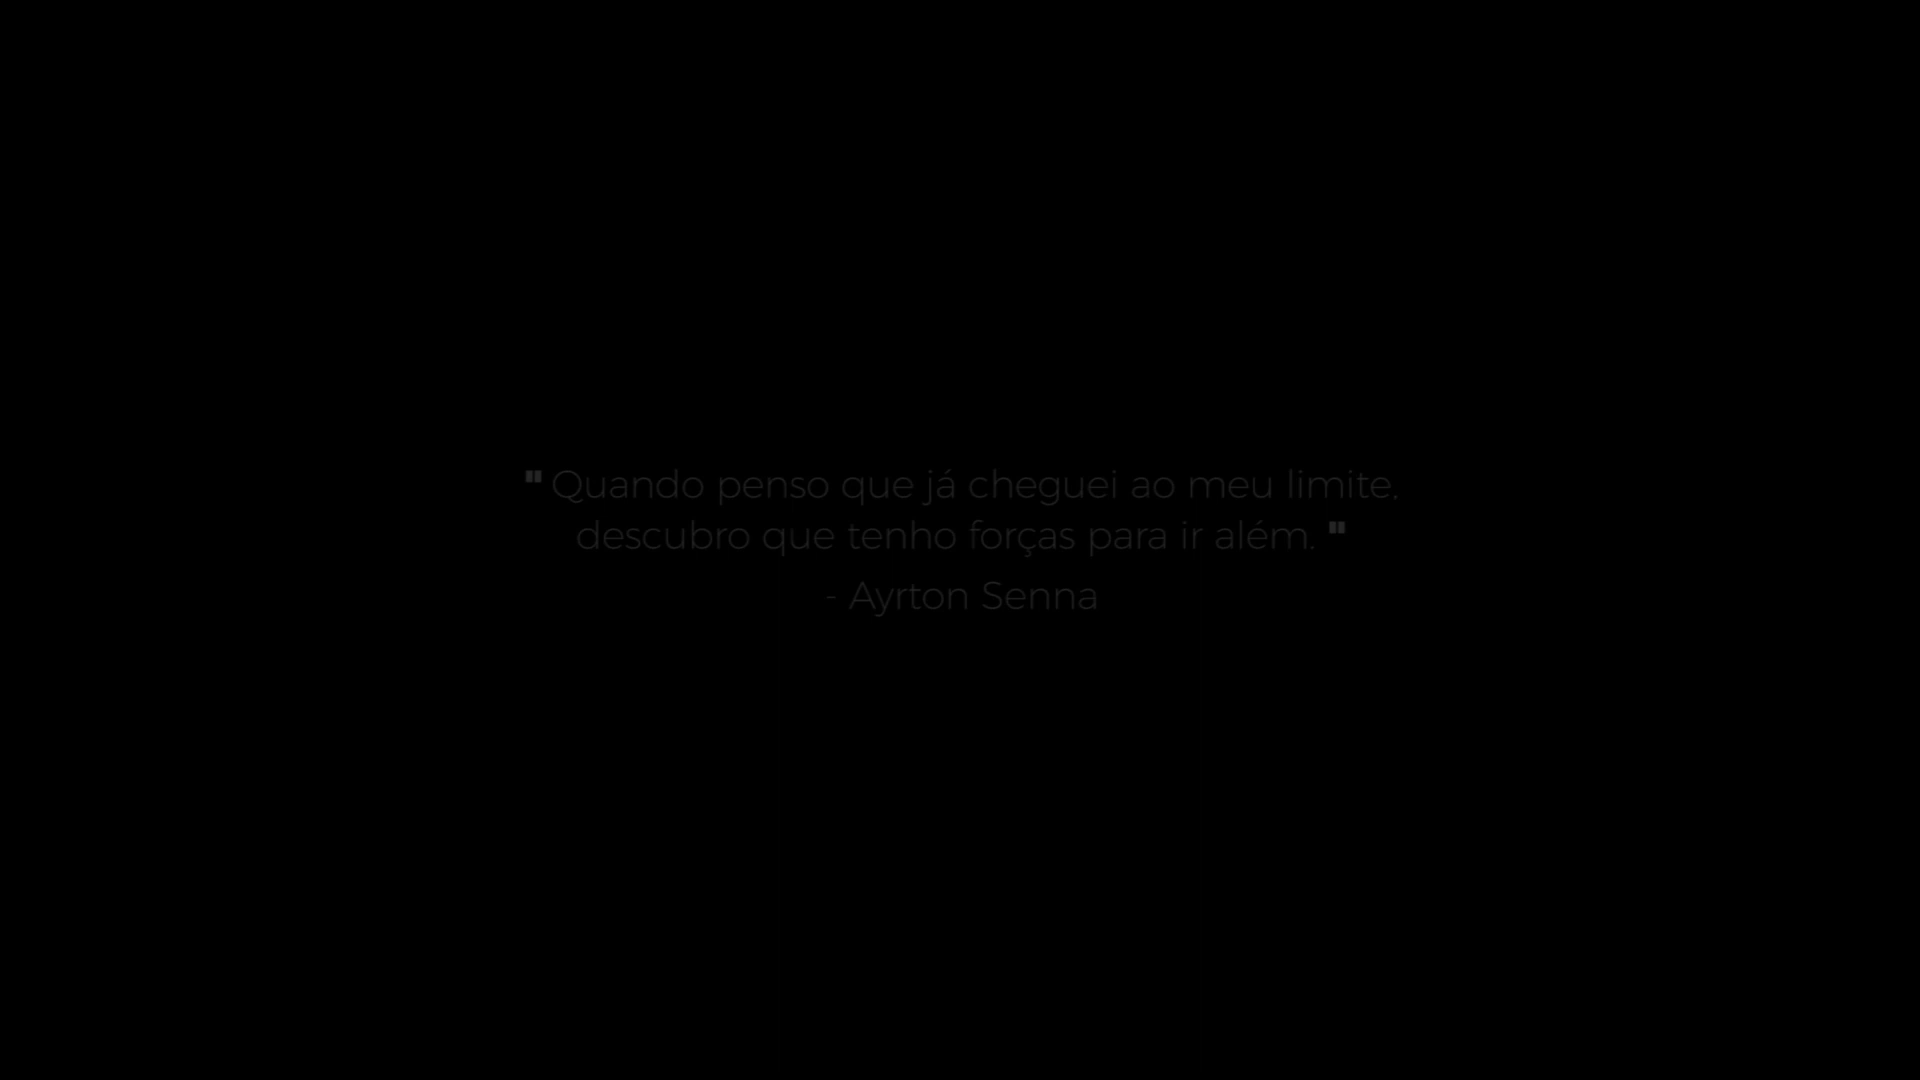 " Quando penso que já cheguei ao meu limite,
descubro que tenho forças para ir além. "
- Ayrton Senna